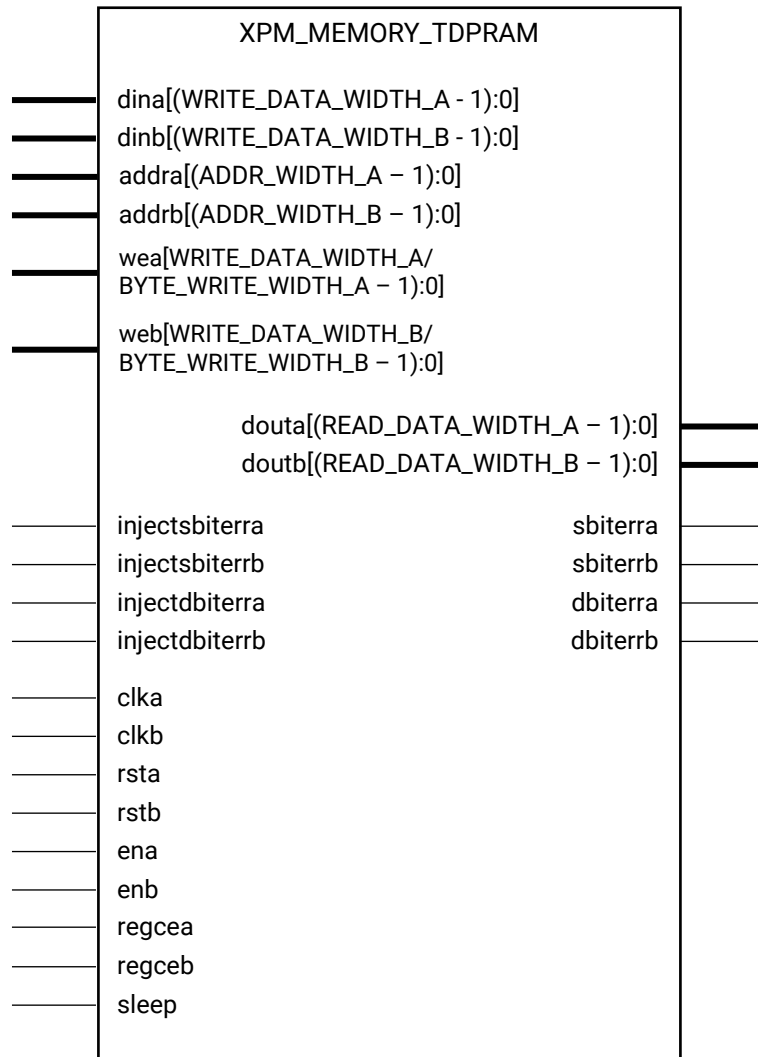 XPM_MEMORY_TDPRAM
dina[(WRITE_DATA_WIDTH_A - 1):0]
dinb[(WRITE_DATA_WIDTH_B - 1):0]
addra[(ADDR_WIDTH_A – 1):0]
addrb[(ADDR_WIDTH_B – 1):0]
wea[WRITE_DATA_WIDTH_A/
BYTE_WRITE_WIDTH_A – 1):0]
web[WRITE_DATA_WIDTH_B/
BYTE_WRITE_WIDTH_B – 1):0]
douta[(READ_DATA_WIDTH_A – 1):0]
doutb[(READ_DATA_WIDTH_B – 1):0]
injectsbiterra sbiterra
injectsbiterrb sbiterrb
injectdbiterra dbiterra
injectdbiterrb dbiterrb
clka
clkb
rsta
rstb
ena
enb
regcea
regceb
sleep